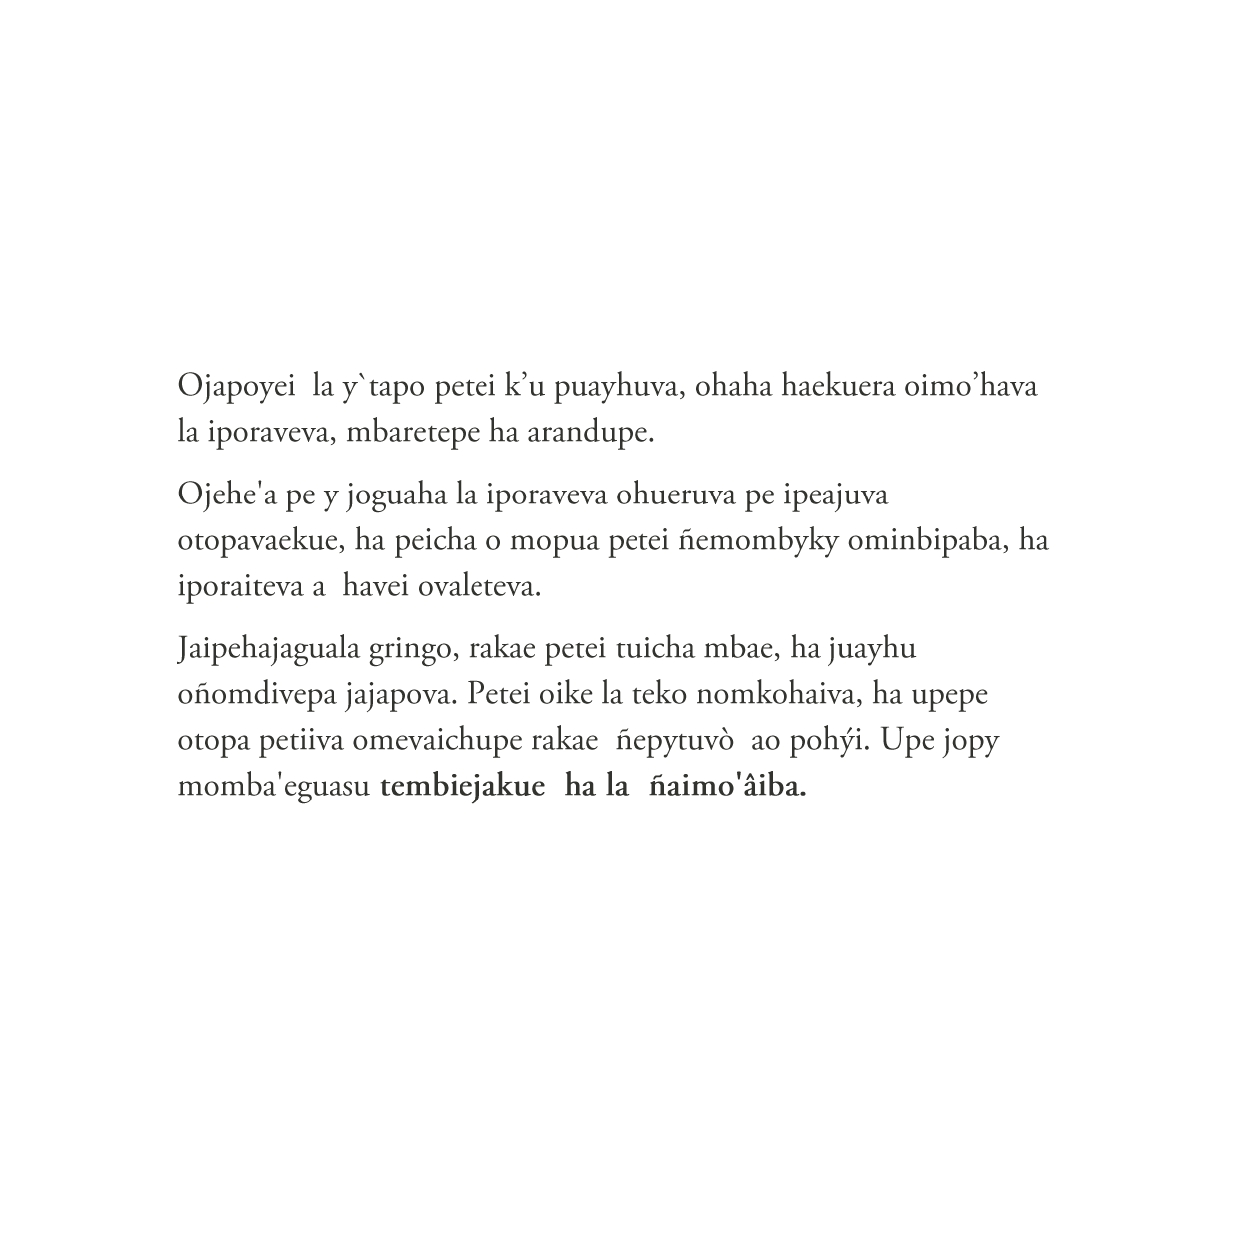 Ojapoyei  la y`tapo petei k’u puayhuva, ohaha haekuera oimo’hava
la iporaveva, mbaretepe ha arandupe.
Ojehe'a pe y joguaha la iporaveva ohueruva pe ipeajuva
otopavaekue, ha peicha o mopua petei ñemombyky ominbipaba, ha
iporaiteva a  havei ovaleteva.
Jaipehajaguala gringo, rakae petei tuicha mbae, ha juayhu
oñomdivepa jajapova. Petei oike la teko nomkohaiva, ha upepe
otopa petiiva omevaichupe rakae  ñepytuvò  ao pohýi. Upe jopy
momba'eguasu tembiejakue  ha la  ñaimo'âiba.